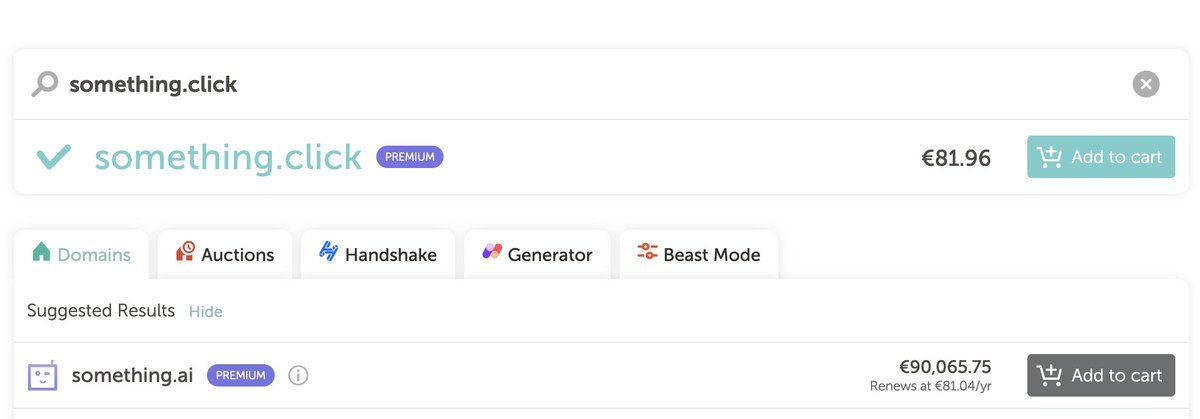 something.click
something.click PREMIUM €81.96 Add to cart
Domains Auctions Handshake Generator Beast Mode
Suggested Results Hide
something.ai PREMIUM €90,065.75 Add to cart
Renews at €81.04/yr